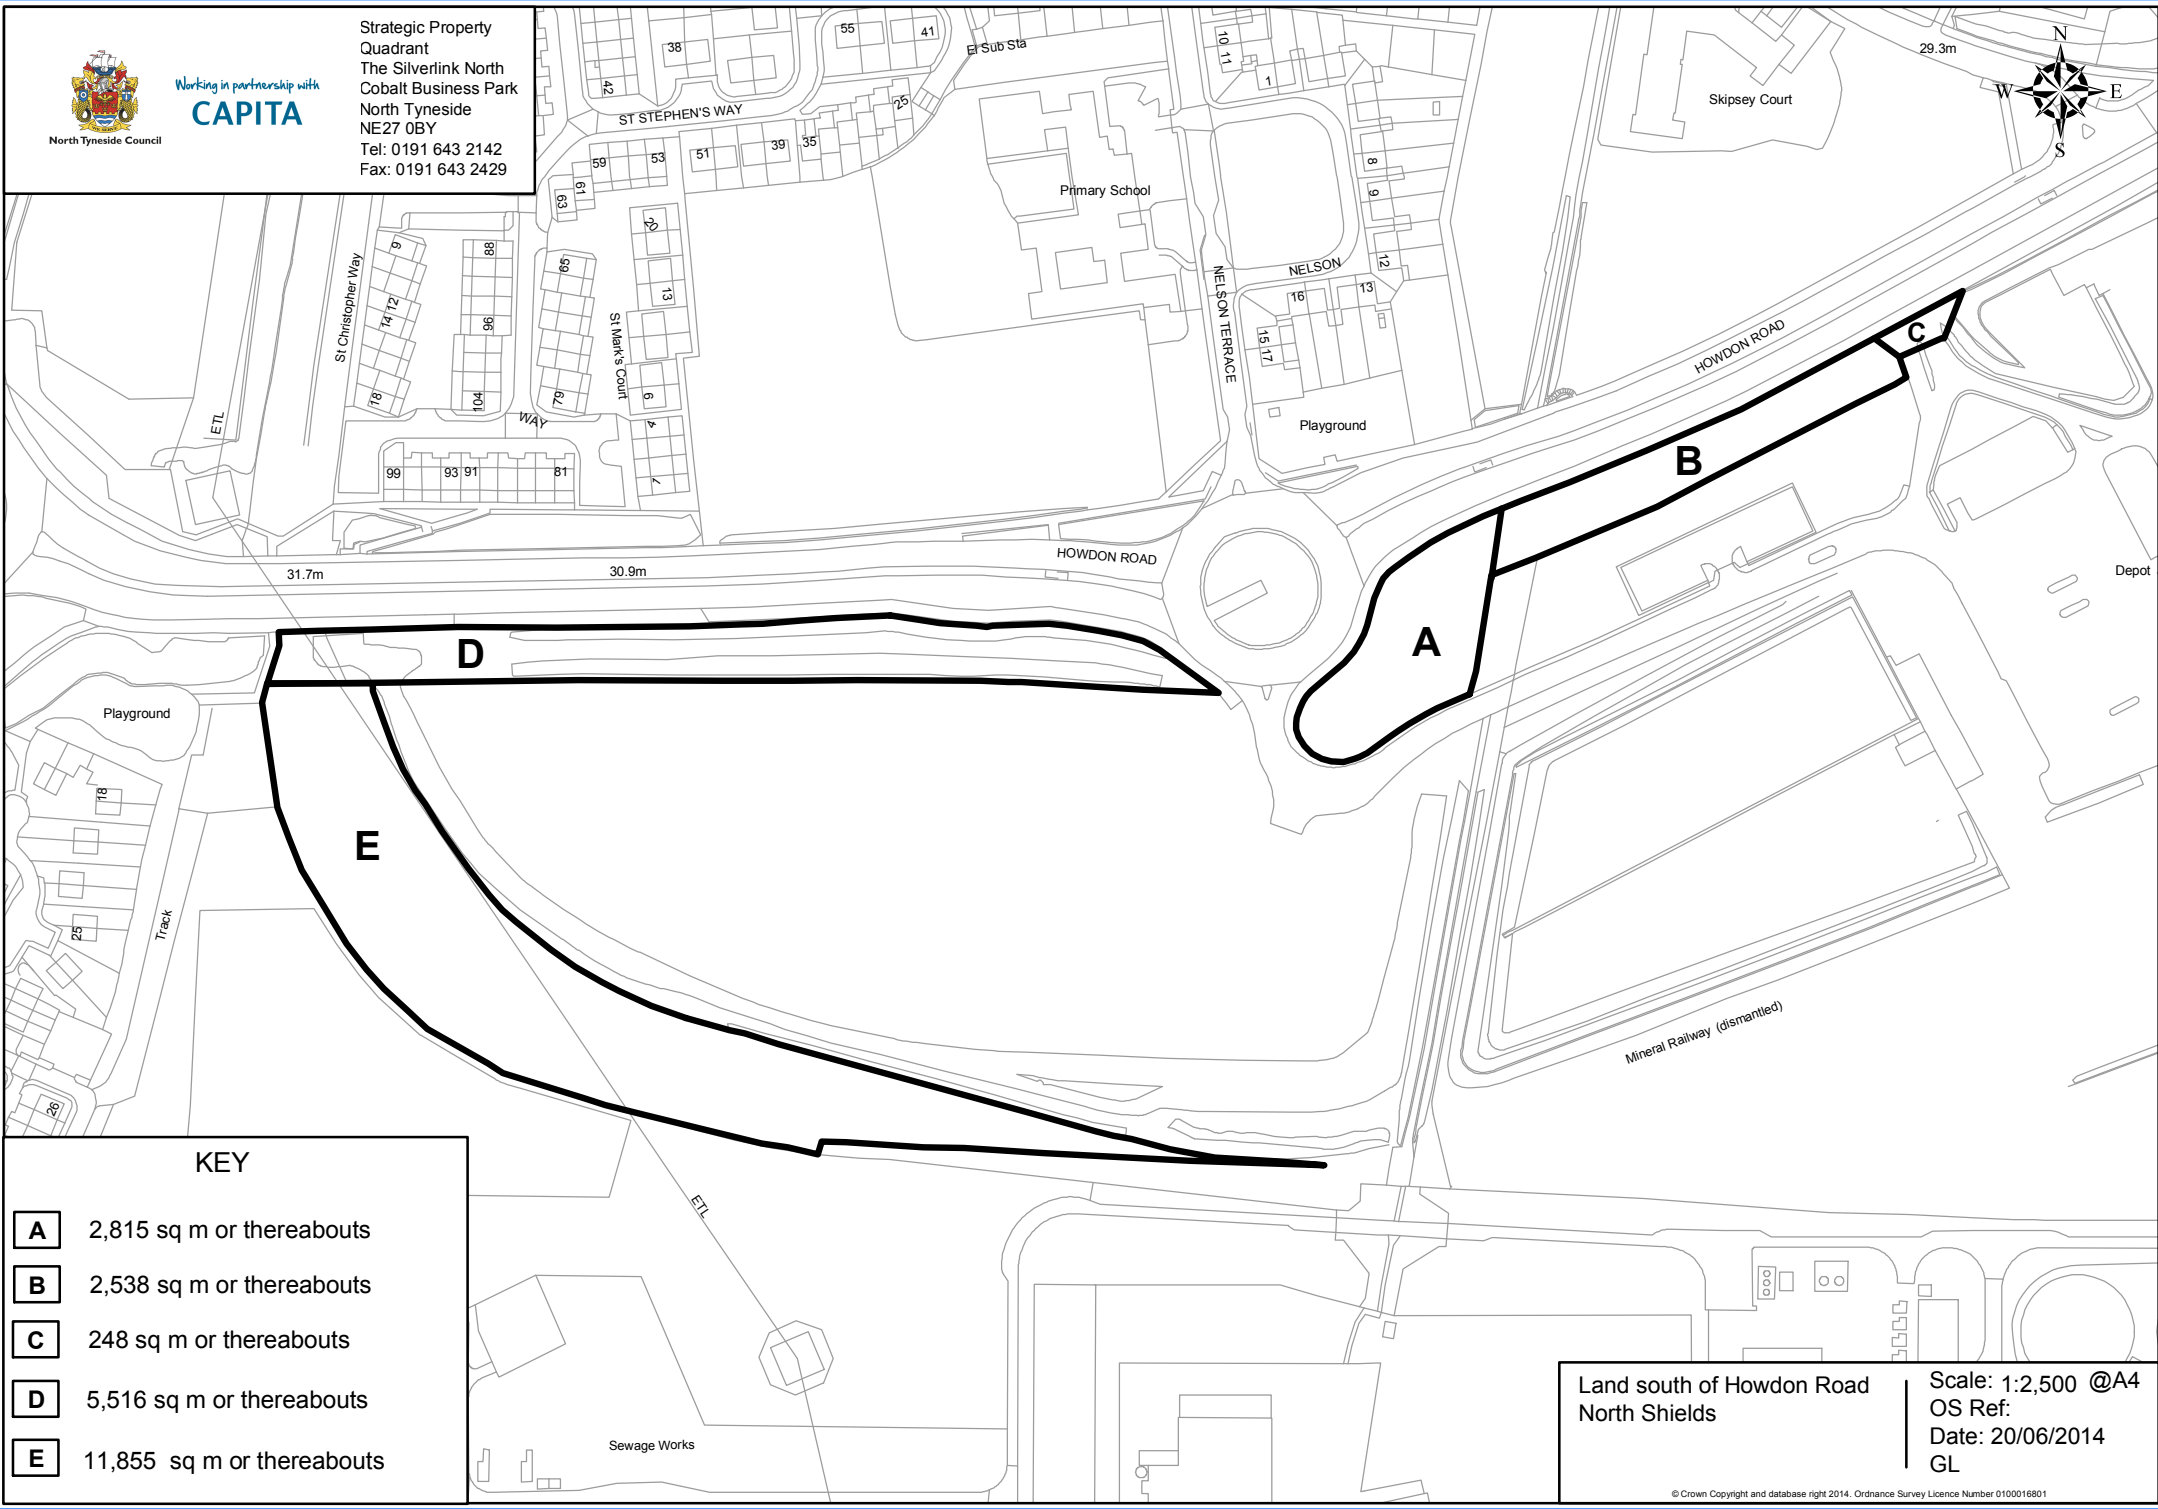 Strategic Property
Quadrant
The Silverlink North
Cobalt Business Park
North Tyneside
NE27 0BY
Tel: 0191 643 2142
Fax: 0191 643 2429
Working in partnership with
CAPITA
North Tyneside Council
38
55
41
El Sub Sta
10
11
1
29.3m
N
W
E
S
Skipsey Court
42
ST STEPHEN'S WAY
25
59
53
51
39
35
61
63
Primary School
8
9
12
20
13
9
88
65
14 12
96
St Christopher Way
St Mark's Court
NELSON TERRACE
NELSON
16
13
15 17
HOWDON ROAD
C
18
104
79
6
4
WAY
ETL
Playground
99
93
91
81
7
B
31.7m
30.9m
HOWDON ROAD
Depot
D
A
Playground
18
E
25
Track
Mineral Railway (dismantled)
26
ETL
Sewage Works
KEY
A 2,815 sq m or thereabouts
B 2,538 sq m or thereabouts
C 248 sq m or thereabouts
D 5,516 sq m or thereabouts
E 11,855 sq m or thereabouts
Land south of Howdon Road
North Shields
Scale: 1:2,500 @A4
OS Ref:
Date: 20/06/2014
GL
© Crown Copyright and database right 2014. Ordnance Survey Licence Number 0100016801